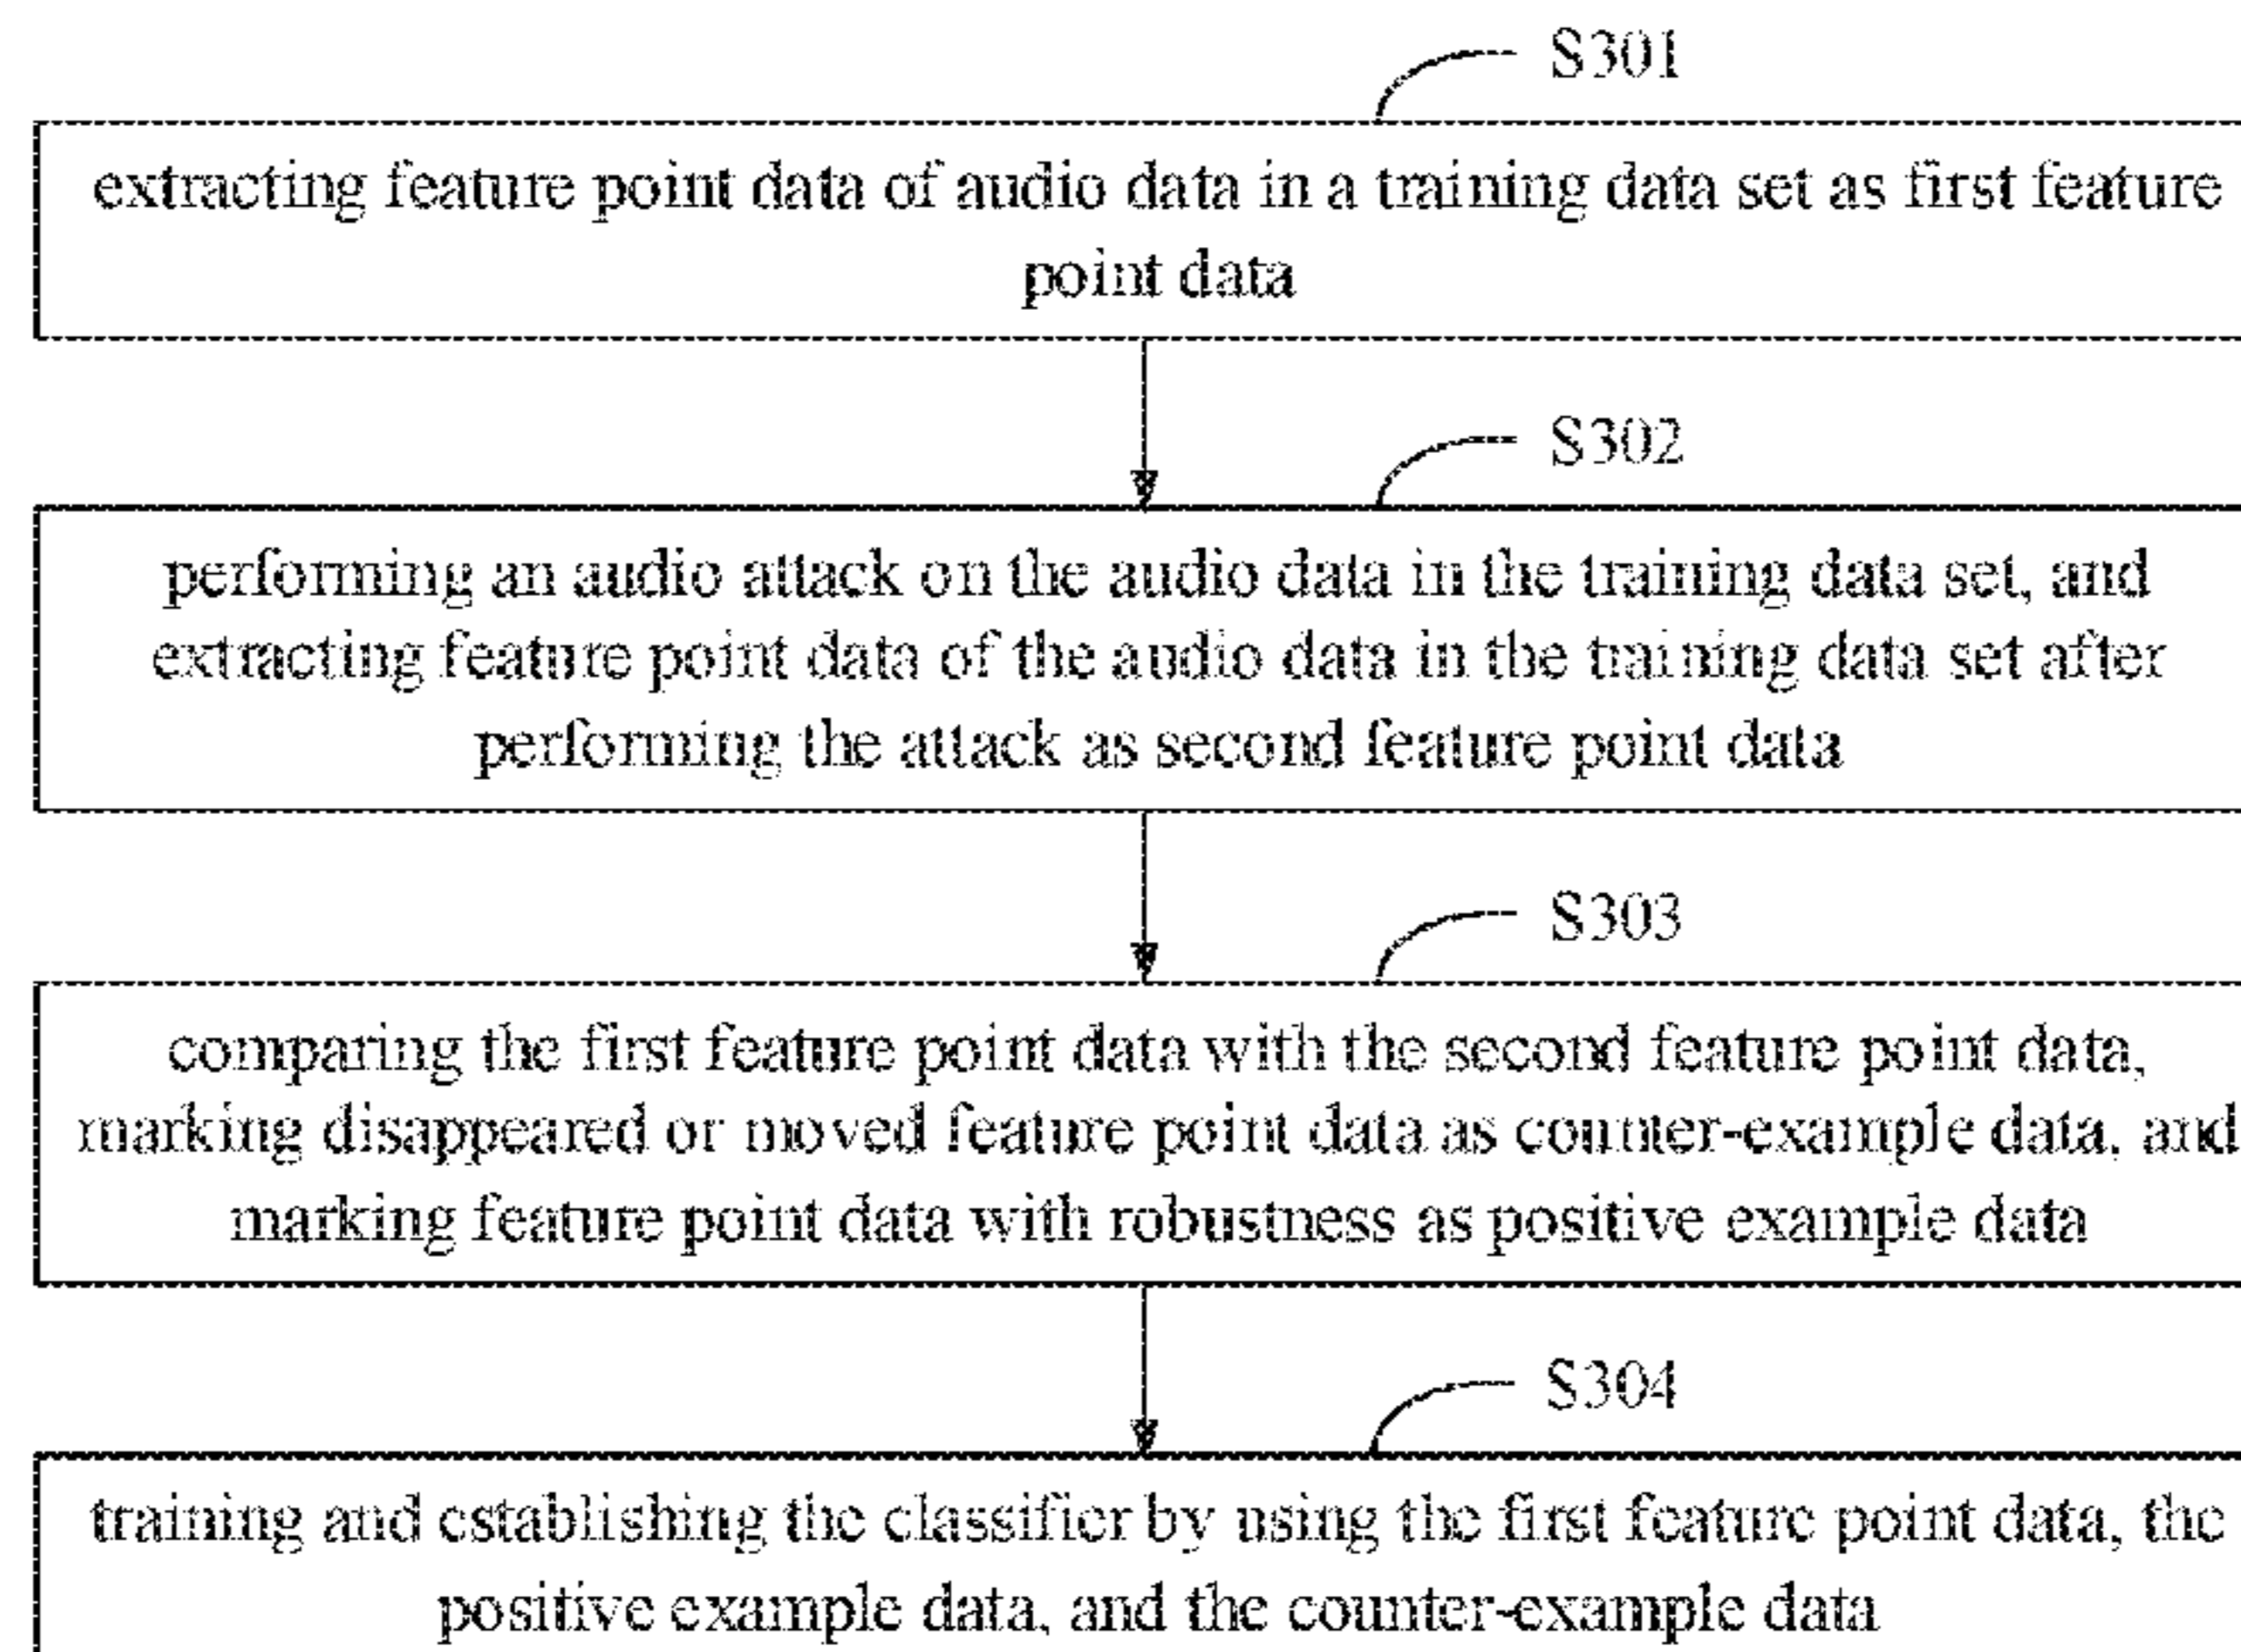 S301
extracting feature point data of audio data in a training data set as first feature
point data
S302
performing an audio attack on the audio data in the training data set, and
extracting feature point data of the audio data in the training data set after
performing the attack as second feature point data
S303
comparing the first feature point data with the second feature point data,
marking disappeared or moved feature point data as counter-example data, and
marking feature point data with robustness as positive example data
S304
training and establishing the classifier by using the first feature point data, the
positive example data, and the counter-example data